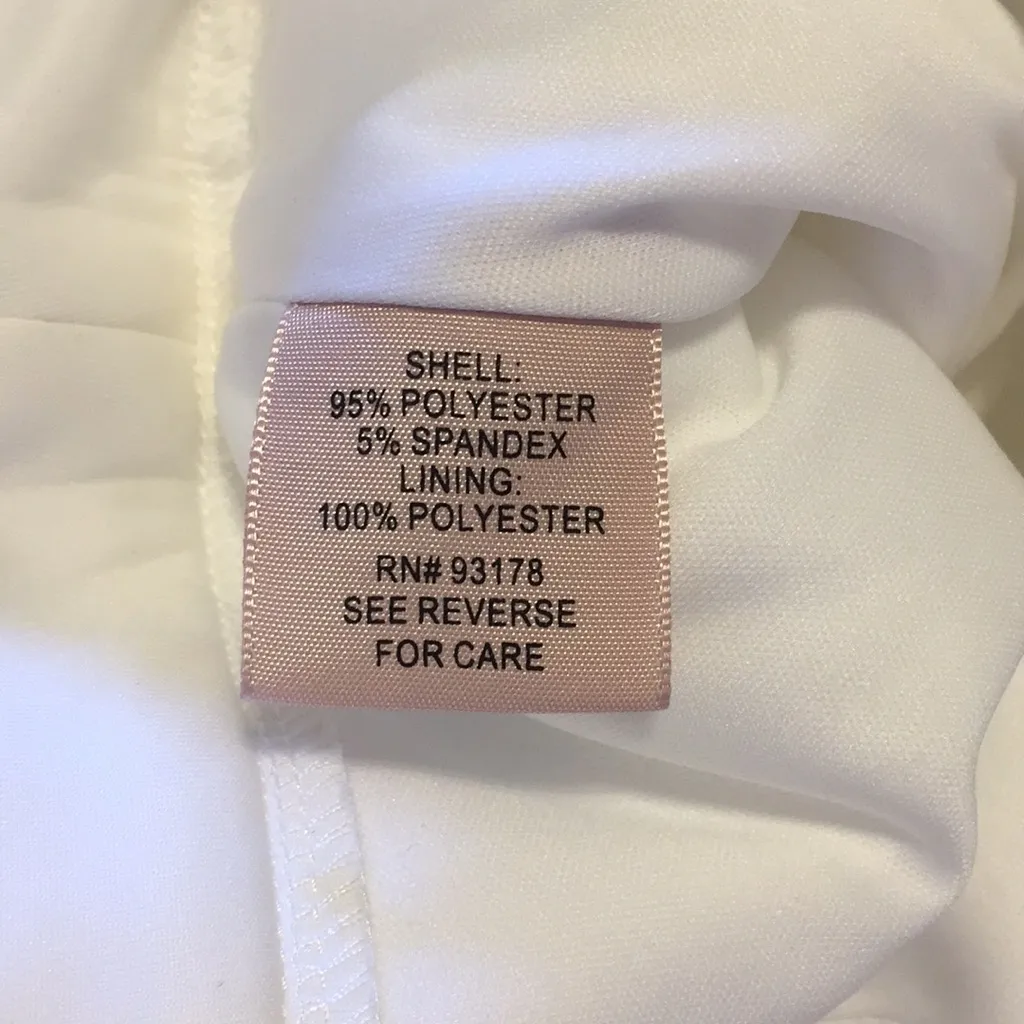 SHELL:
95% POLYESTER
5% SPANDEX
LINING:
100% POLYESTER
RN# 93178
SEE REVERSE
FOR CARE